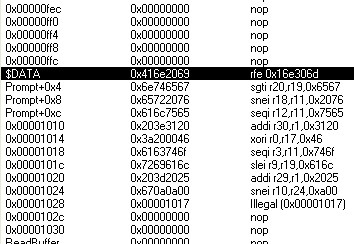 0x00000fec 0x00000000 nop
0x00000ff0 0x00000000 nop
0x00000ff4 0x00000000 nop
0x00000ff8 0x00000000 nop
0x00000ffc 0x00000000 nop
$DATA 0x416e2069 rfe 0x16e306d
Prompt+0x4 0x6e746567 sgti r20,r19,0x6567
Prompt+0x8 0x65722076 snei r18,r11,0x2076
Prompt+0xc 0x616c7565 seqi r12,r11,0x7565
0x00001010 0x203e3120 addi r30,r1,0x3120
0x00001014 0x3a200046 xori r0,r17,0x46
0x00001018 0x6163746f seqi r3,r11,0x746f
0x0000101c 0x7269616c slei r9,r19,0x616c
0x00001020 0x203d2025 addi r29,r1,0x2025
0x00001024 0x670a0a00 snei r10,r24,0xa00
0x00001028 0x00001017 Illegal (0x00001017)
0x0000102c 0x00000000 nop
0x00001030 0x00000000 nop
ReadBuffer 0x00000000 nop